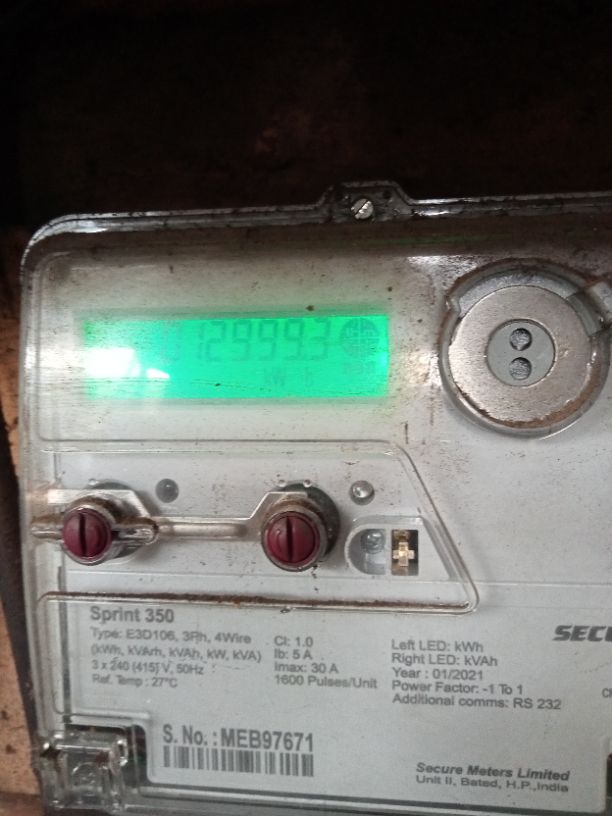 12999.3
kW h
Sprint 350
Type: E3D106, 3Ph, 4Wire
(kWh, kVArh, kVAh, kW, kVA)
3 x 240 (415) V, 50Hz
Ref. Temp : 27°C
Cl: 1.0
Ib: 5 A
Imax: 30 A
1600 Pulses/Unit
Left LED: kWh
Right LED: kVAh
Year : 01/2021
Power Factor: -1 To 1
Additional comms: RS 232
S. No. : MEB97671
Secure Meters Limited
Unit II, Bated, H.P., India